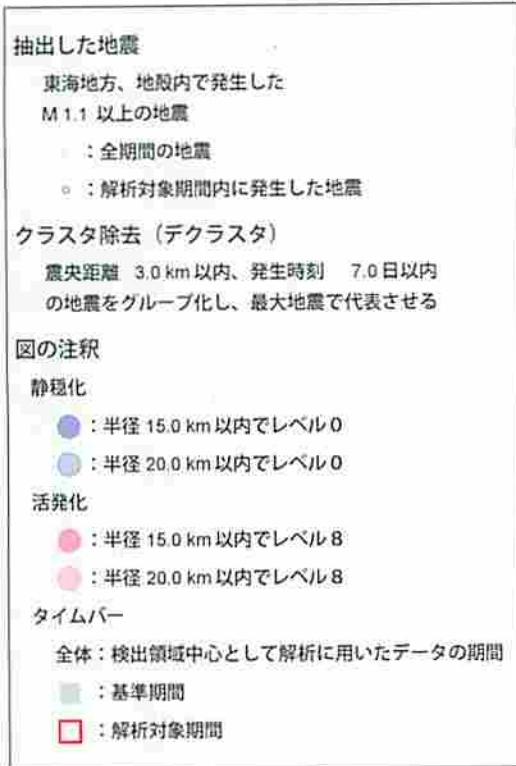 抽出した地震
東海地方、地殻内で発生した
M 1.1 以上の地震
：全期間の地震
：解析対象期間内に発生した地震
クラスタ除去（デクラスタ）
震央距離 3.0 km 以内、発生時刻 7.0 日以内
の地震をグループ化し、最大地震で代表させる
図の注釈
静穏化
：半径 15.0 km 以内でレベル 0
：半径 20.0 km 以内でレベル 0
活発化
：半径 15.0 km 以内でレベル 8
：半径 20.0 km 以内でレベル 8
タイムバー
全体：検出領域中心として解析に用いたデータの期間
：基準期間
：解析対象期間